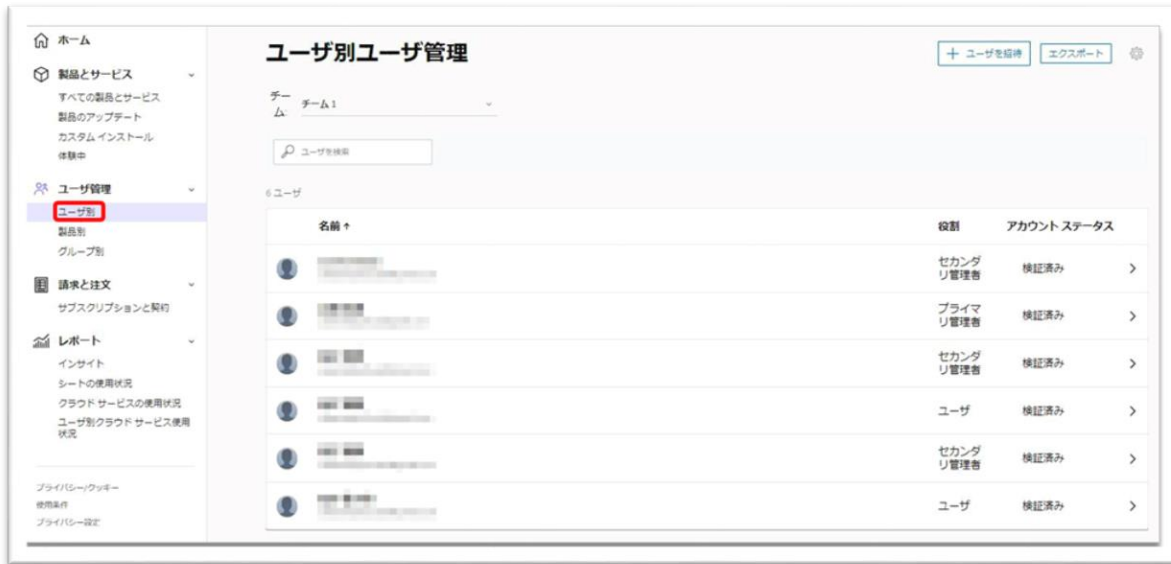 ホーム
製品とサービス
すべての製品とサービス
製品のアップデート
カスタム インストール
体験中
ユーザ管理
ユーザ別
製品別
グループ別
請求と注文
サブスクリプションと契約
レポート
インサイト
シートの使用状況
クラウド サービスの使用状況
ユーザ別クラウド サービス使用
状況
プライバシー/クッキー
使用条件
プライバシー設定
ユーザ別ユーザ管理
+ ユーザを招待
エクスポート
チー
ム:
チーム 1
ユーザを検索
6 ユーザ
名前 ↑
役割
アカウント ステータス
セカンダ
リ管理者
検証済み
プライマ
リ管理者
検証済み
セカンダ
リ管理者
検証済み
ユーザ
検証済み
セカンダ
リ管理者
検証済み
ユーザ
検証済み